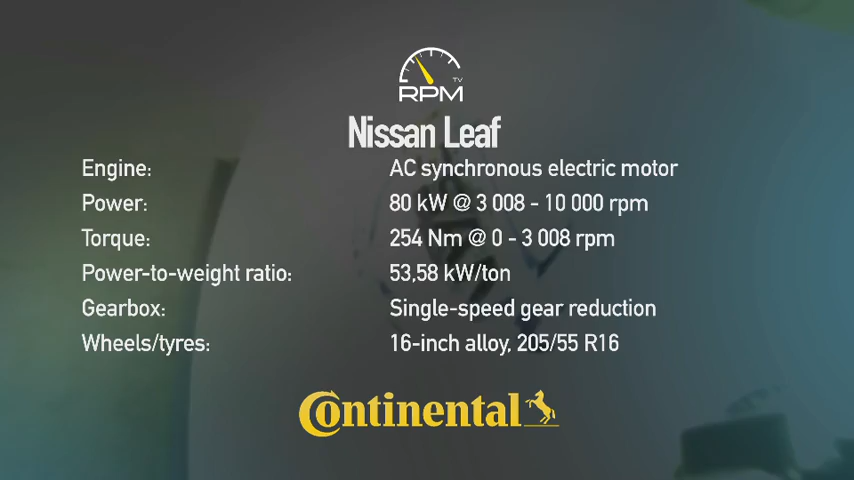 TV
RPM
Nissan Leaf
Engine: AC synchronous electric motor
Power: 80 kW @ 3 008 - 10 000 rpm
Torque: 254 Nm @ 0 - 3 008 rpm
Power-to-weight ratio: 53,58 kW/ton
Gearbox: Single-speed gear reduction
Wheels/tyres: 16-inch alloy, 205/55 R16
Continental